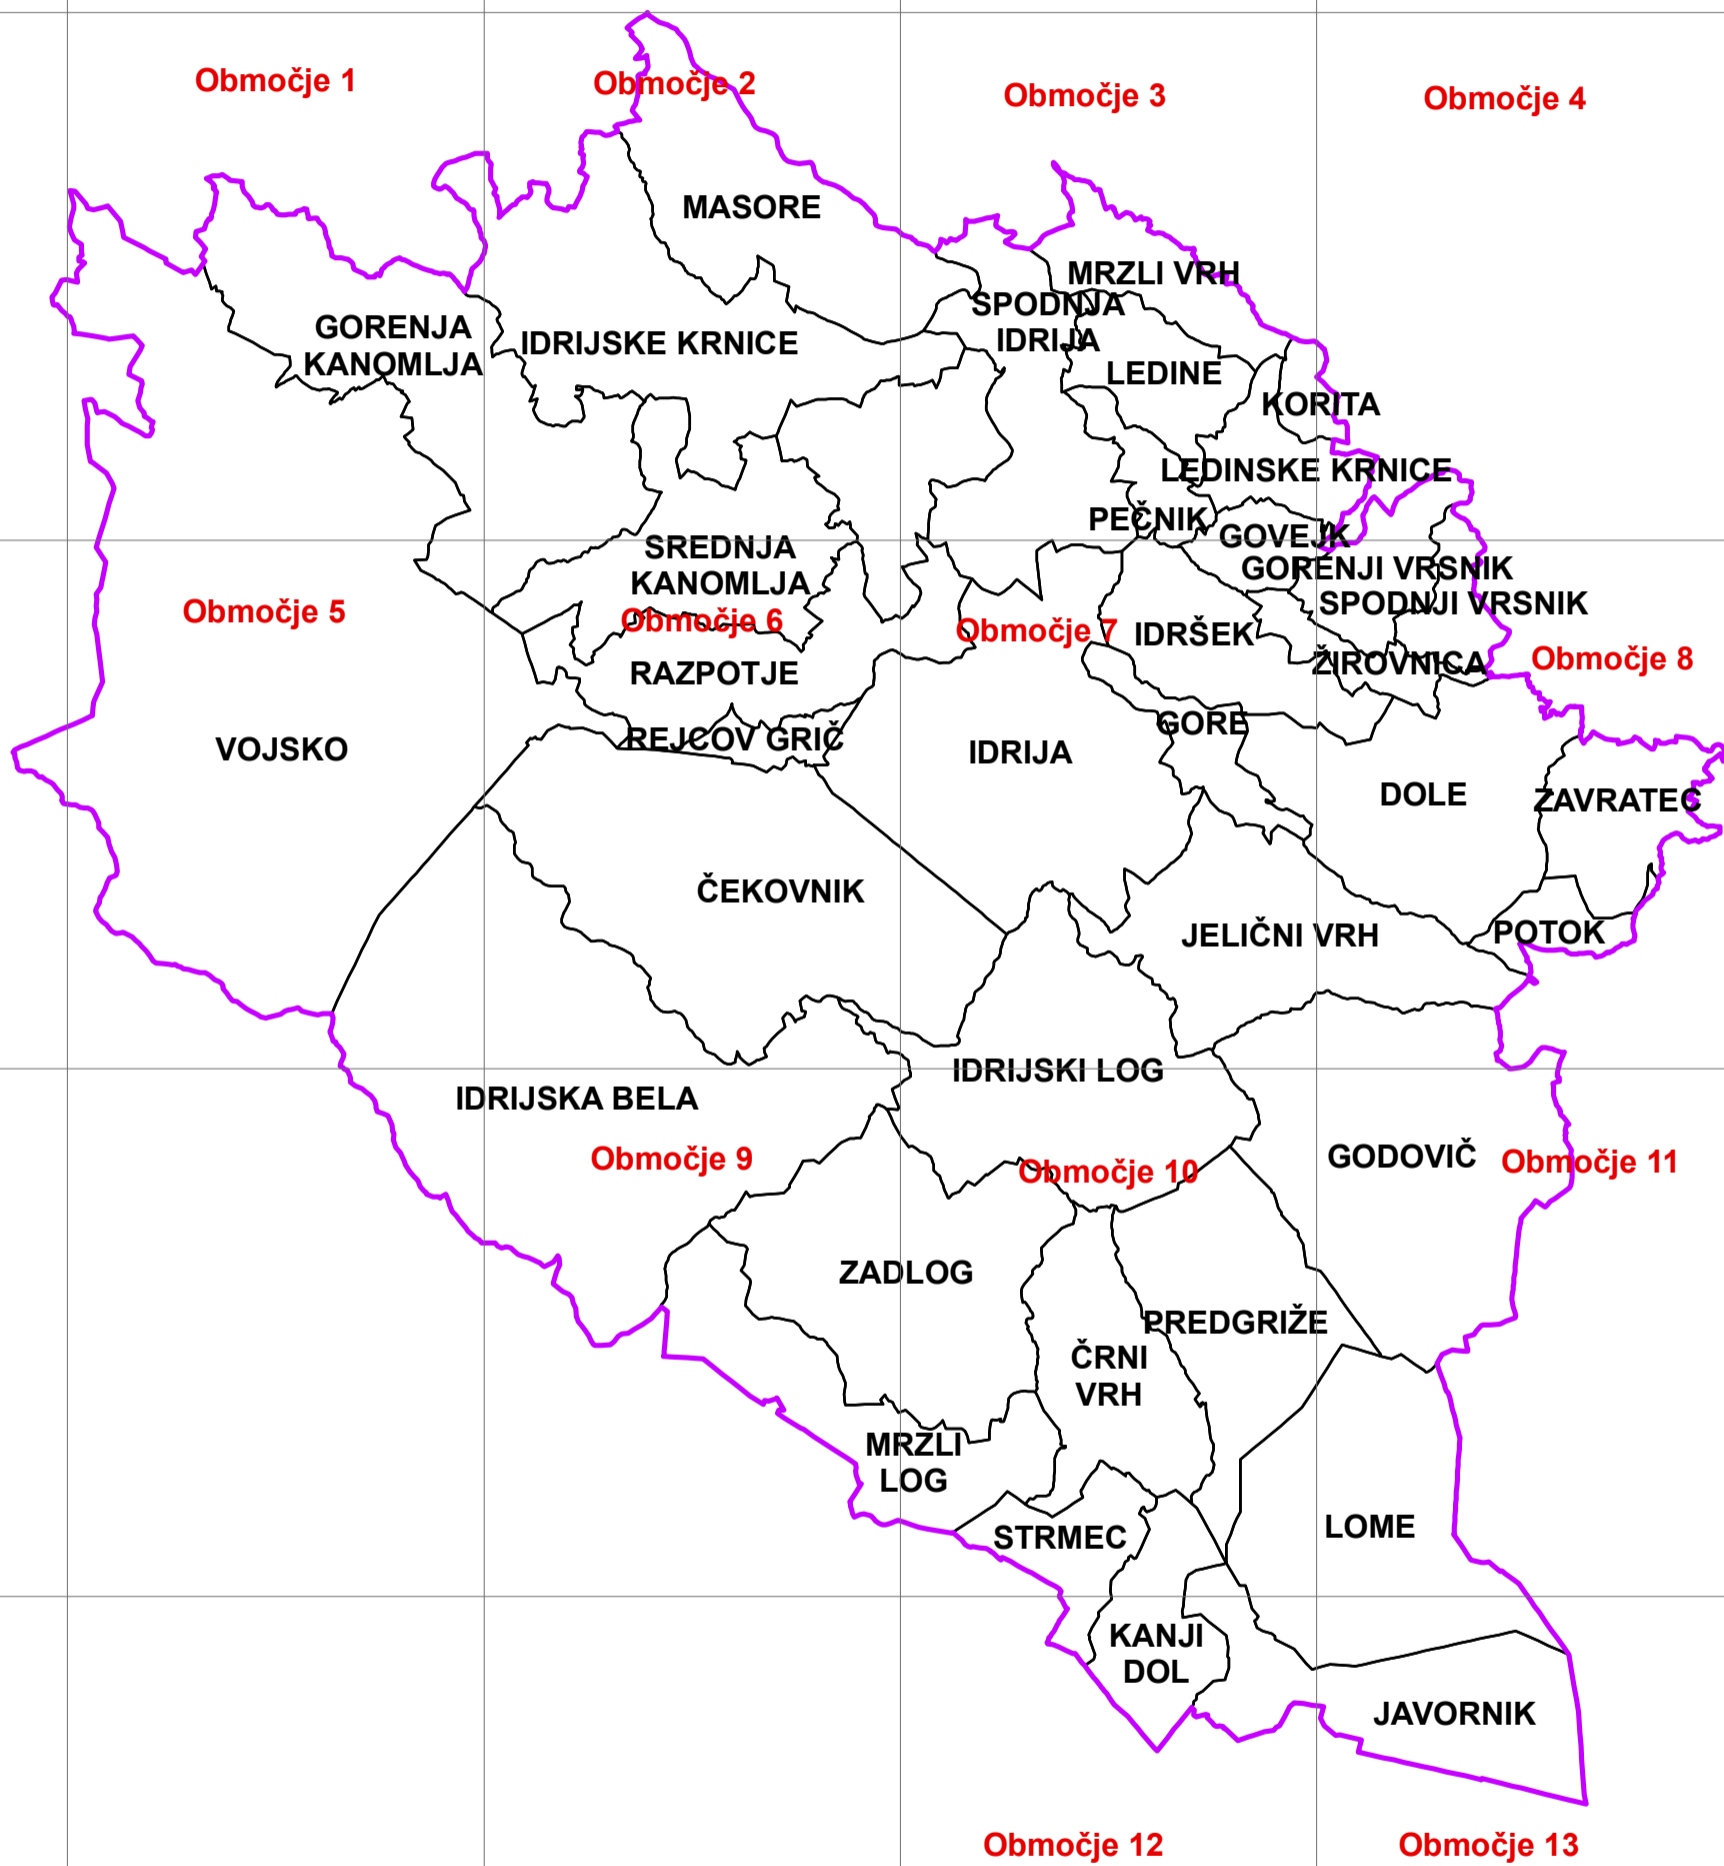 Območje 1
Območje 2
Območje 3
Območje 4
MASORE
MRZLI VRH
SPODNJA
IDRIJA
GORENJA
KANOMLJA
IDRIJSKE KRNICE
LEDINE
KORITA
LEDINSKE KRNICE
PEČNIK
GOVEJK
SREDNJA
KANOMLJA
GORENJI VRSNIK
SPODNJI VRSNIK
Območje 5
Območje 6
Območje 7
IDRŠEK
ŽIROVNICA
Območje 8
RAZPOTJE
GORE
REJCOV GRIČ
VOJSKO
IDRIJA
DOLE
ZAVRATEC
ČEKOVNIK
JELIČNI VRH
POTOK
IDRIJSKI LOG
IDRIJSKA BELA
Območje 9
Območje 10
GODOVIČ
Območje 11
ZADLOG
PREDGRIŽE
ČRNI
VRH
MRZLI
LOG
STRMEC
LOME
KANJI
DOL
JAVORNIK
Območje 12
Območje 13